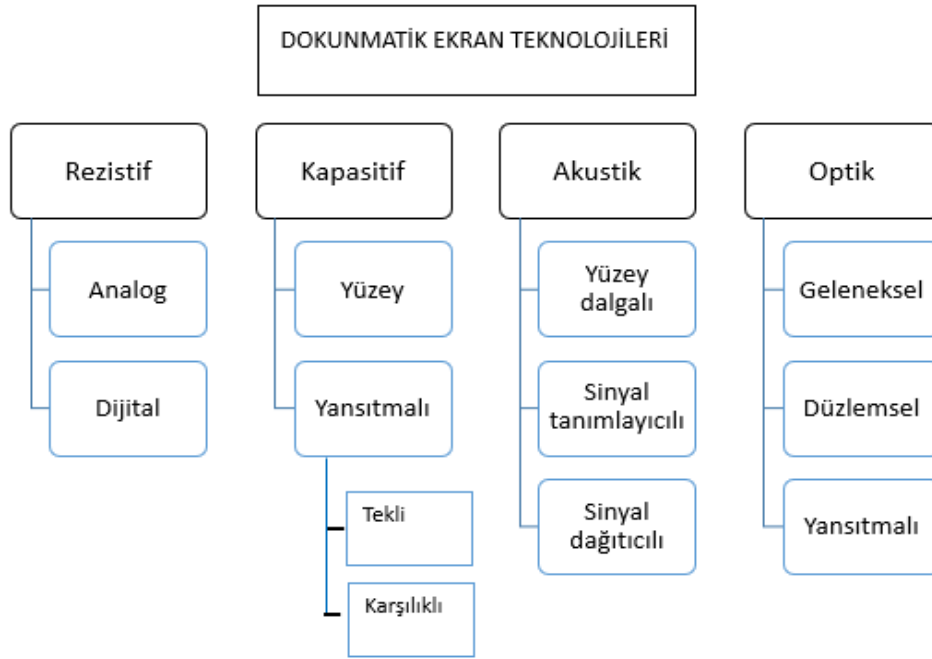 DOKUNMATİK EKRAN TEKNOLOJİLERİ
Rezistif
Analog
Dijital
Kapasitif
Yüzey
Yansıtmalı
Tekli
Karşılıklı
Akustik
Yüzey
dalgalı
Sinyal
tanımlayıcılı
Sinyal
dağıtıcılı
Optik
Geleneksel
Düzlemsel
Yansıtmalı